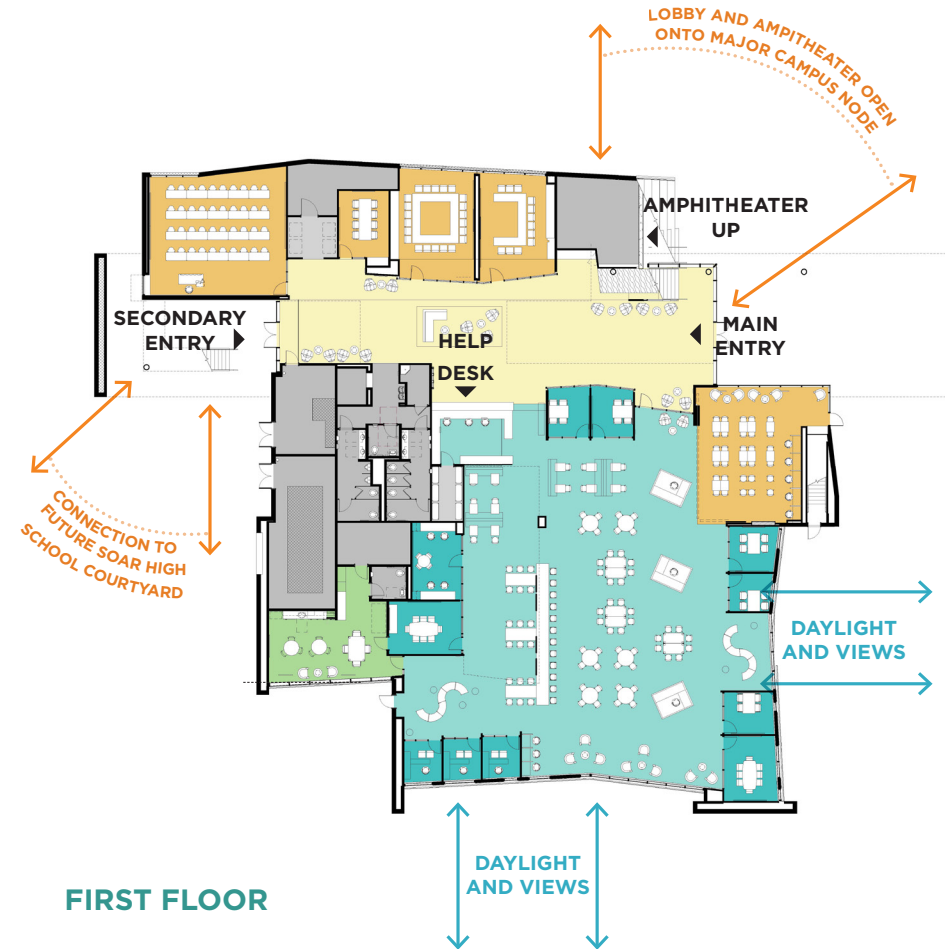 LOBBY AND AMPITHEATER OPEN
ONTO MAJOR CAMPUS
NODE
AMPHITHEATER
UP
SECONDARY
ENTRY
HELP
DESK
MAIN
ENTRY
CONNECTION TO
FUTURE SOAR HIGH
SCHOOL COURTYARD
DAYLIGHT
AND VIEWS
DAYLIGHT
AND VIEWS
FIRST FLOOR